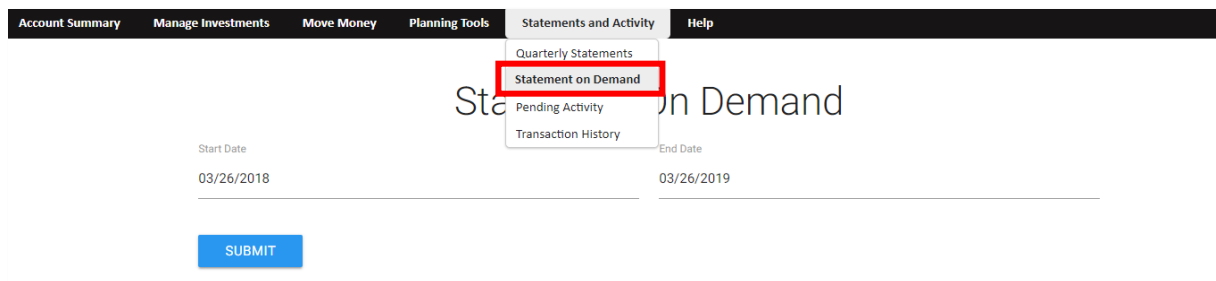 Account Summary Manage Investments Move Money Planning Tools Statements and Activity Help
Quarterly Statements
Statement on Demand
Pending Activity
Transaction History
On Demand
Start Date End Date
03/26/2018 03/26/2019
SUBMIT